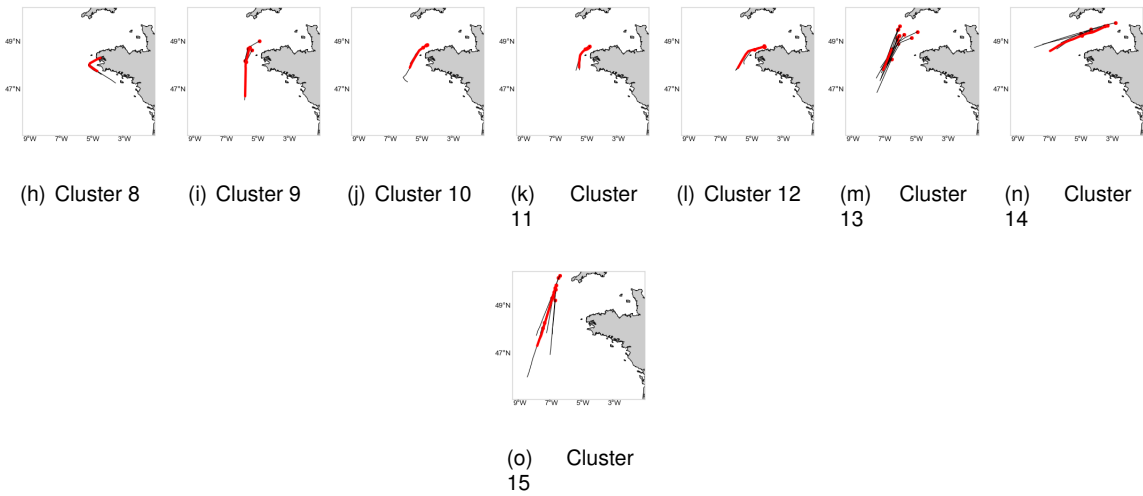 49°N 49°N 49°N 49°N 49°N 49°N 49°N
47°N 47°N 47°N 47°N 47°N 47°N 47°N
9°W 7°W 5°W 3°W 9°W 7°W 5°W 3°W 9°W 7°W 5°W 3°W 9°W 7°W 5°W 3°W 9°W 7°W 5°W 3°W 9°W 7°W 5°W 3°W 9°W 7°W 5°W 3°W
(h) Cluster 8 (i) Cluster 9 (j) Cluster 10 (k) Cluster (l) Cluster 12 (m) Cluster (n) Cluster
11 13 14
49°N
47°N
9°W 7°W 5°W 3°W
(o) Cluster
15